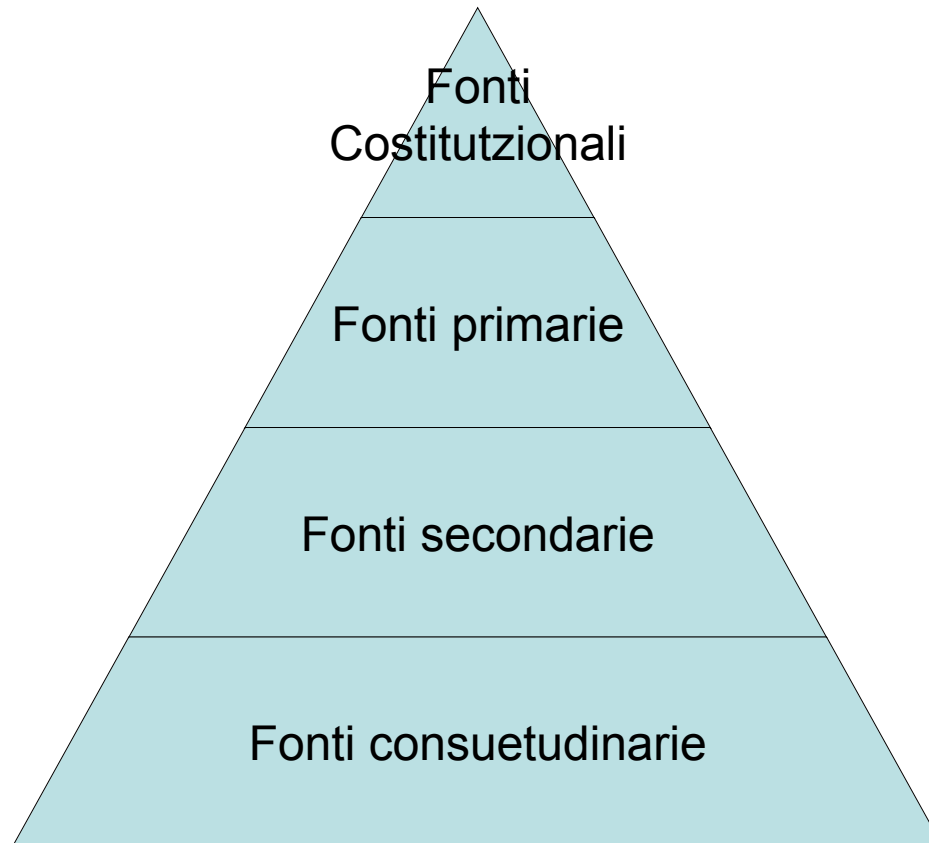 Fonti
Costitutzionali
Fonti primarie
Fonti secondarie
Fonti consuetudinarie